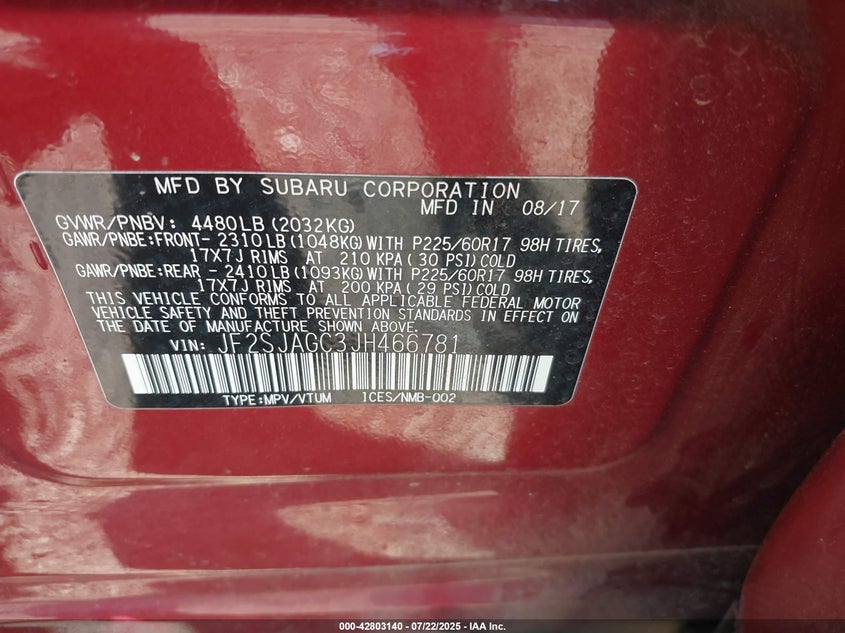 MFD BY SUBARU CORPORATION
MFD IN 08/17
GVWR/PNBV: 4480LB (2032KG)
GAWR/PNBE:FRONT- 2310LB (1048KG) WITH P225/60R17 98H TIRES,
17X7J RIMS AT 210 KPA ( 30 PSI) COLD
GAWR/PNBE:REAR - 2410LB (1093KG) WITH P225/60R17 98H TIRES,
17X7J RIMS AT 200 KPA ( 29 PSI) COLD
THIS VEHICLE CONFORMS TO ALL APPLICABLE FEDERAL MOTOR
VEHICLE SAFETY AND THEFT PREVENTION STANDARDS IN EFFECT ON
THE DATE OF MANUFACTURE SHOWN ABOVE.
VIN: JF2SJAGC3JH466781
TYPE:MPV/VTUM ICES/NMB-002
000-42803140 - 07/22/2025 - IAA Inc.